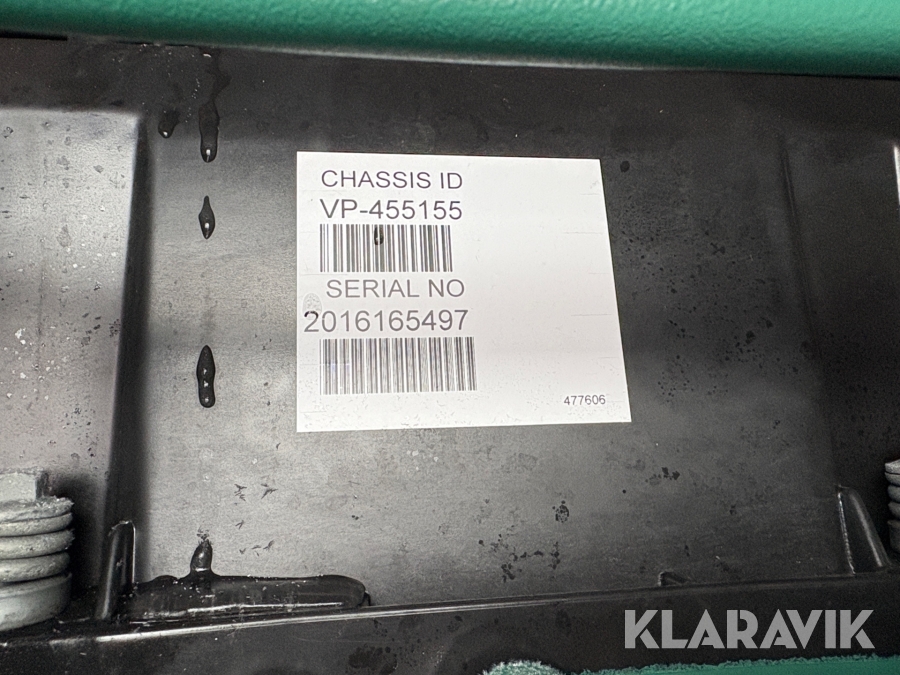 CHASSIS ID
VP-455155
SERIAL NO
2016165497
477606
KLARAVIK